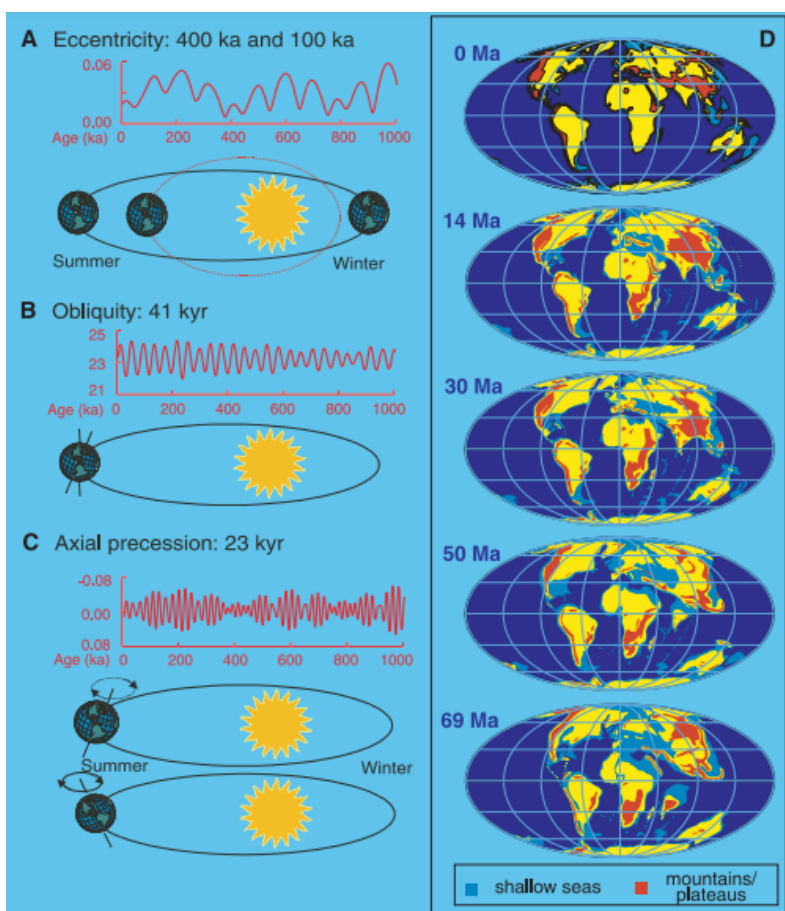 A Eccentricity: 400 ka and 100 ka
0.06
0.00
0 200 400 600 800 1000
Age (ka)
Summer
Winter
B Obliquity: 41 kyr
25
23
21
0 200 400 600 800 1000
Age (ka)
C Axial precession: 23 kyr
-0.08
0.00
0.08
0 200 400 600 800 1000
Age (ka)
Summer
Winter
D
0 Ma
14 Ma
30 Ma
50 Ma
69 Ma
shallow seas
mountains/
plateaus